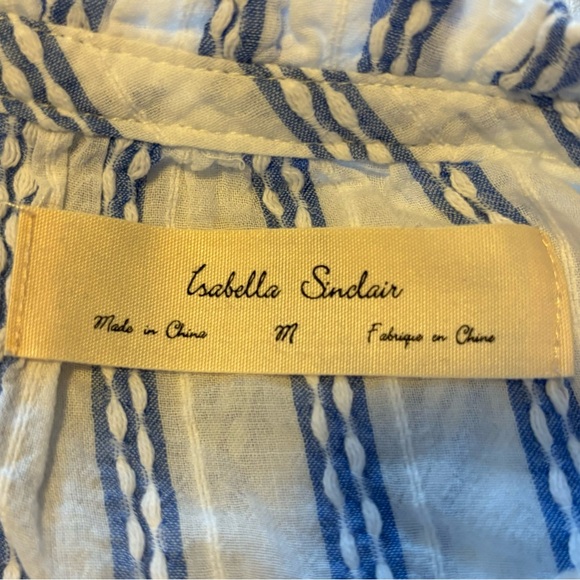 Isabella Sinclair
Made in China M Fabrique en Chine